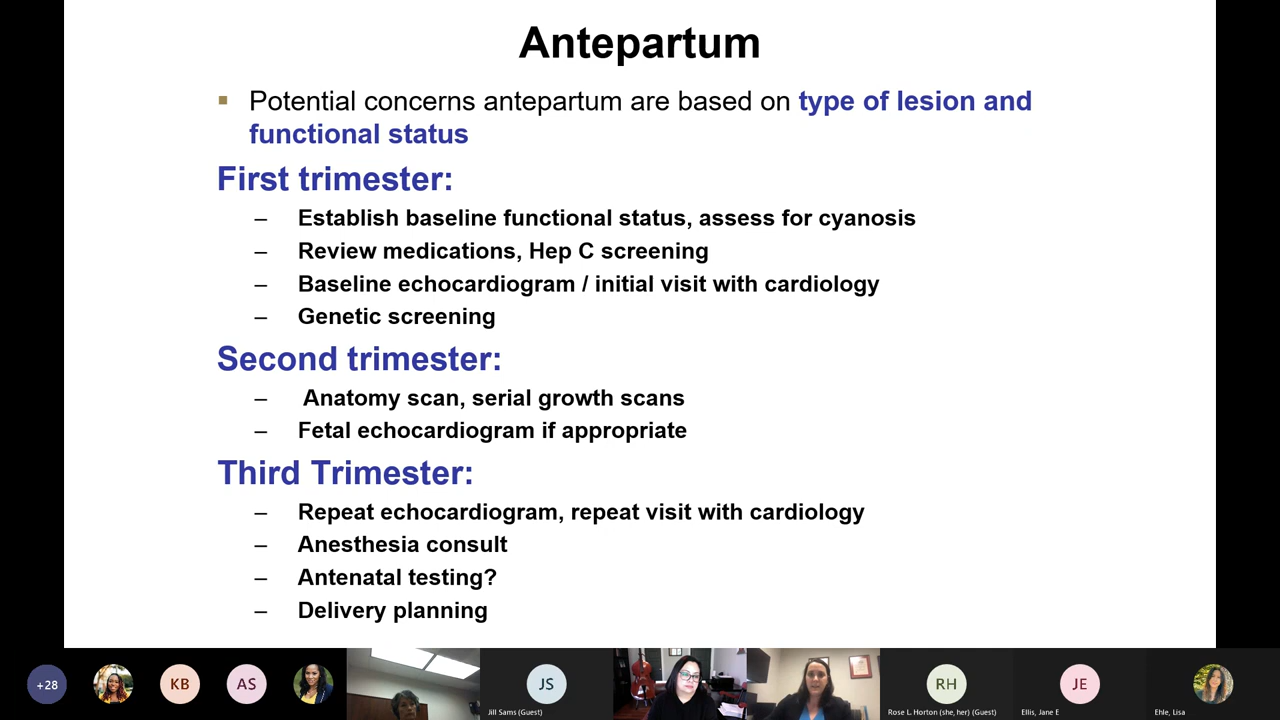 Antepartum
▪ Potential concerns antepartum are based on type of lesion and
functional status
First trimester:
– Establish baseline functional status, assess for cyanosis
– Review medications, Hep C screening
– Baseline echocardiogram / initial visit with cardiology
– Genetic screening
Second trimester:
– Anatomy scan, serial growth scans
– Fetal echocardiogram if appropriate
Third Trimester:
– Repeat echocardiogram, repeat visit with cardiology
– Anesthesia consult
– Antenatal testing?
– Delivery planning
+28
KB
AS
JS
RH
JE
Jill Sams (Guest)
Rose L. Horton (she, her) (Guest)
Ellis, Jane E
Ehle, Lisa